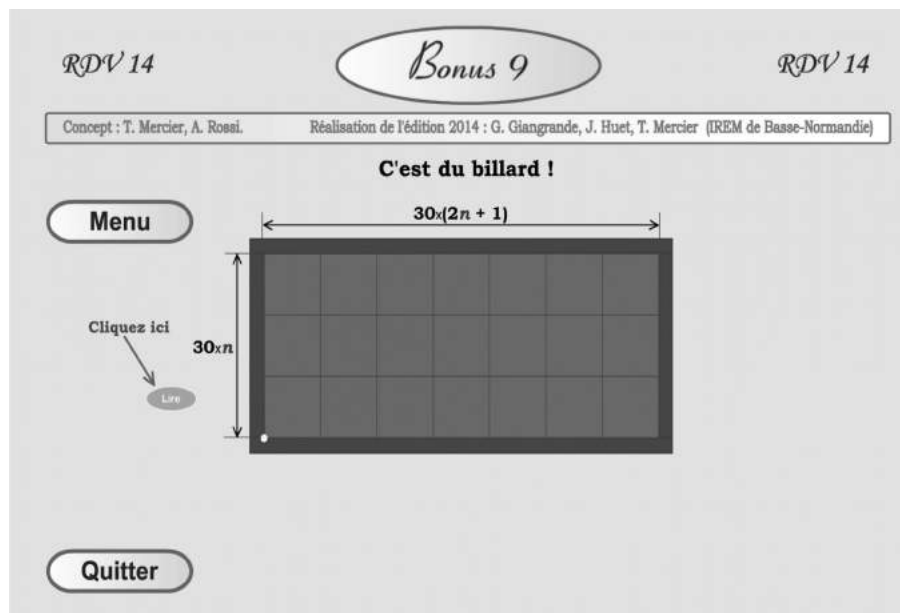 RDV 14
Bonus 9
RDV 14
Concept : T. Mercier, A. Rossi.
Réalisation de l'édition 2014 : G. Giangrande, J. Huet, T. Mercier (IREM de Basse-Normandie)
C'est du billard !
Menu
30x(2n + 1)
Cliquez ici
30xn
Lire
Quitter